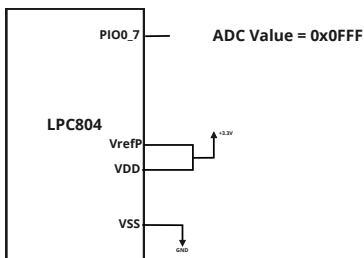 PIO0_7
ADC Value = 0x0FFF
LPC804
+3.3V
VrefP
VDD
VSS
GND